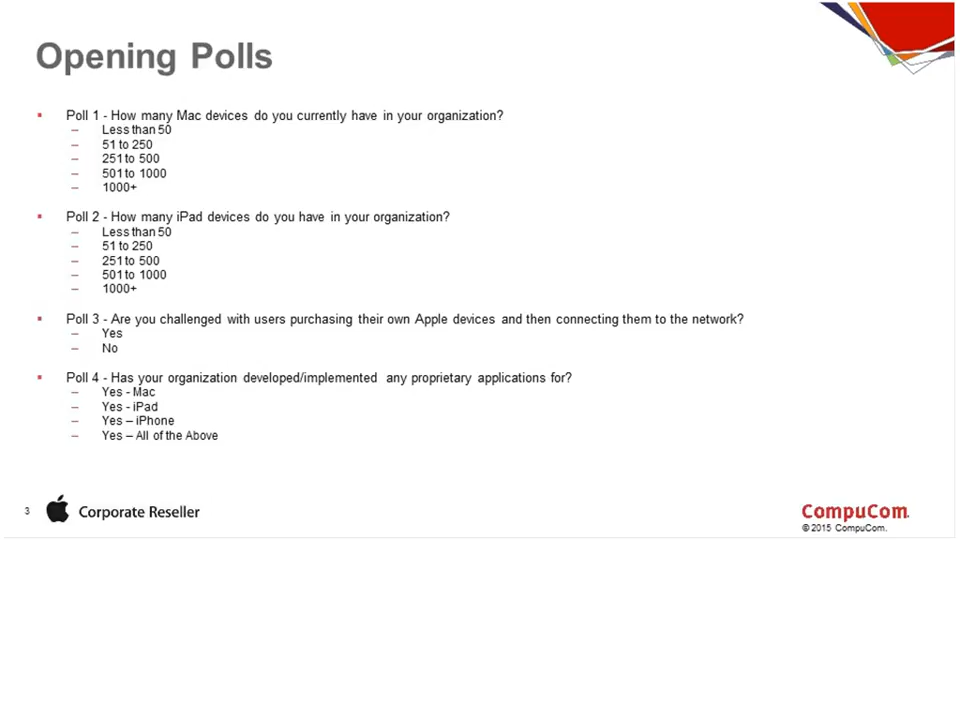 Opening Polls
Poll 1 - How many Mac devices do you currently have in your organization?
– Less than 50
– 51 to 250
– 251 to 500
– 501 to 1000
– 1000+
Poll 2 - How many iPad devices do you have in your organization?
– Less than 50
– 51 to 250
– 251 to 500
– 501 to 1000
– 1000+
Poll 3 - Are you challenged with users purchasing their own Apple devices and then connecting them to the network?
– Yes
– No
Poll 4 - Has your organization developed/implemented any proprietary applications for?
– Yes - Mac
– Yes - iPad
– Yes – iPhone
– Yes – All of the Above
3
Corporate Reseller
CompuCom.
© 2015 CompuCom.